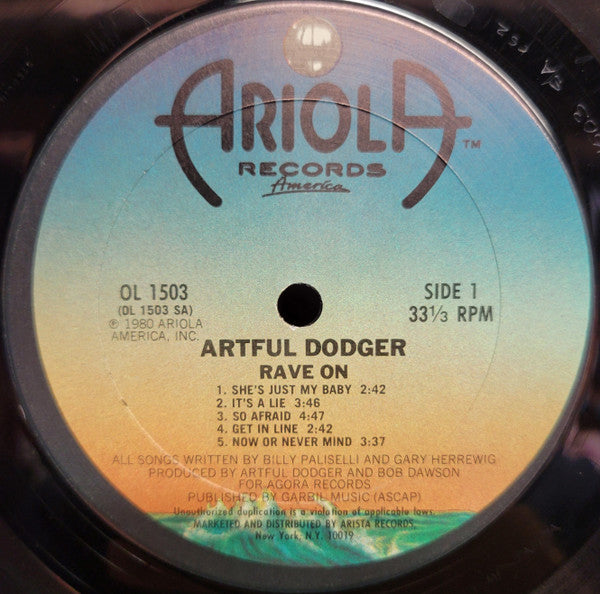 ARIOLA™
RECORDS
America
OL 1503
(DL 1503 SA)
℗ 1980 ARIOLA
AMERICA, INC.
SIDE 1
33⅓ RPM
ARTFUL DODGER
RAVE ON
1. SHE'S JUST MY BABY 2:42
2. IT'S A LIE 3:46
3. SO AFRAID 4:47
4. GET IN LINE 2:42
5. NOW OR NEVER MIND 3:37
ALL SONGS WRITTEN BY BILLY PALISELLI AND GARY HERREWIG
PRODUCED BY ARTFUL DODGER AND BOB DAWSON
FOR AGORA RECORDS
PUBLISHED BY GARBIL MUSIC (ASCAP)
Unauthorized duplication is a violation of applicable laws.
MARKETED AND DISTRIBUTED BY ARISTA RECORDS,
New York, N.Y. 10019